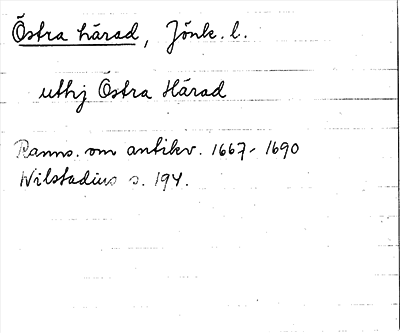 Östra härad, Jönk. l.
uthj Östra Härad
Ranns. om antikv. 1667-1690
Wilstadius s. 194.